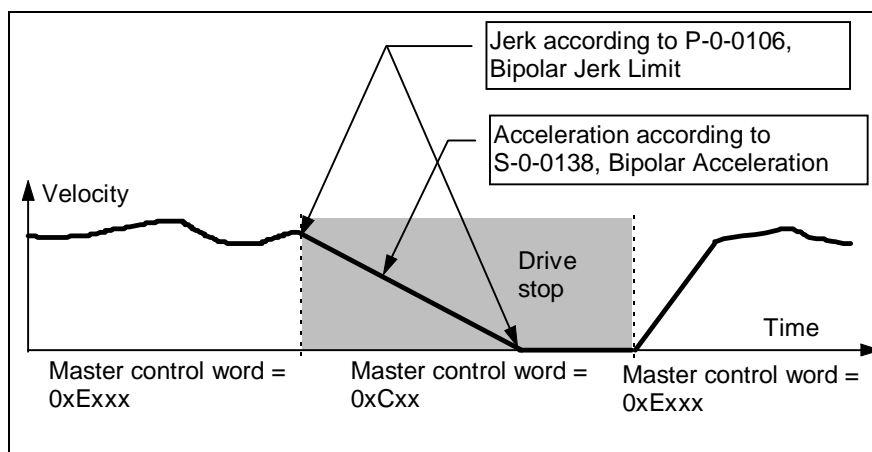 Jerk according to P-0-0106,
Bipolar Jerk Limit
Acceleration according to
S-0-0138, Bipolar Acceleration
Velocity
Drive
stop
Time
Master control word =
0xExxx
Master control word =
0xCxx
Master control word =
0xExxx